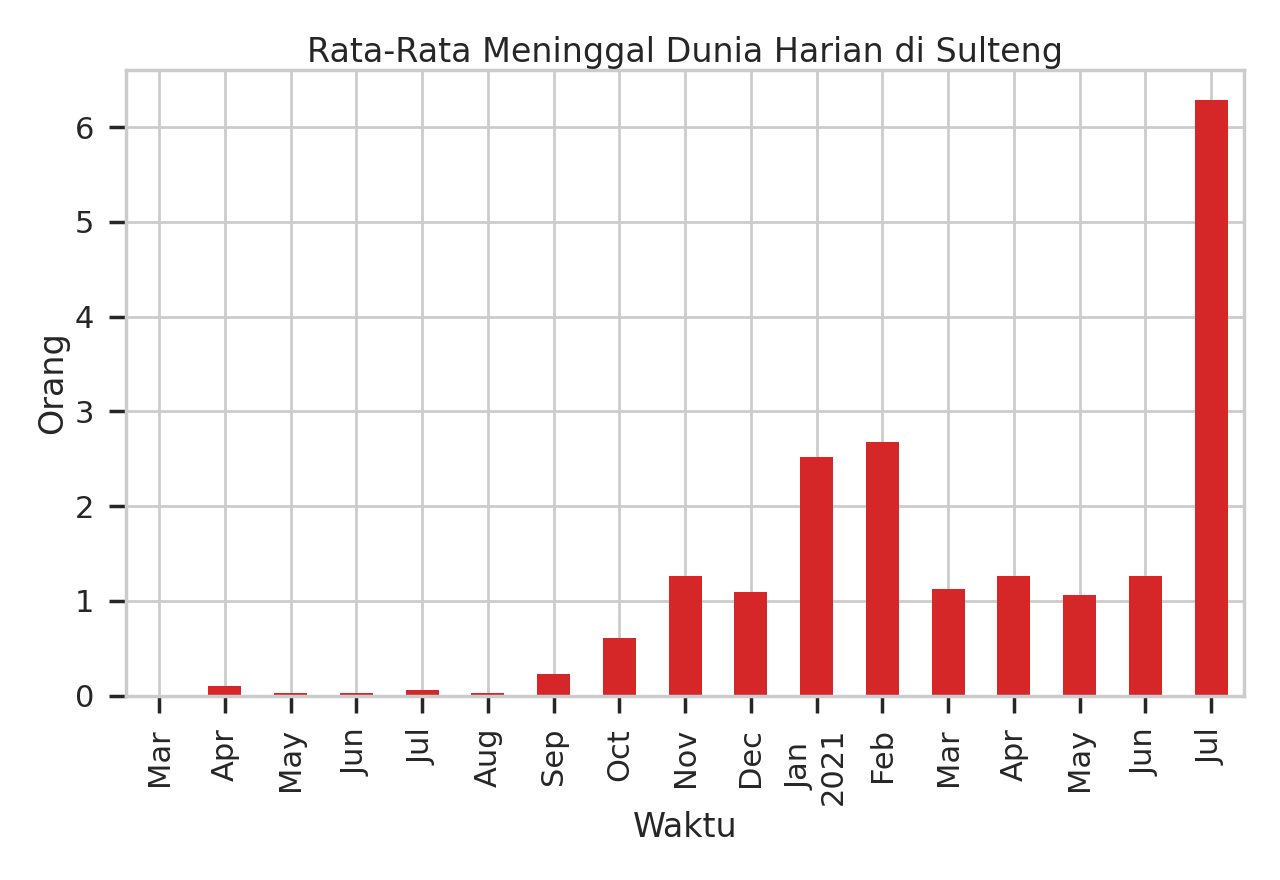 Rata-Rata Meninggal Dunia Harian di Sulteng
6
5
4
3
2
1
0
Orang
Mar
Apr
May
Jun
Jul
Aug
Sep
Oct
Nov
Dec
Jan
2021
Feb
Mar
Apr
May
Jun
Jul
Waktu